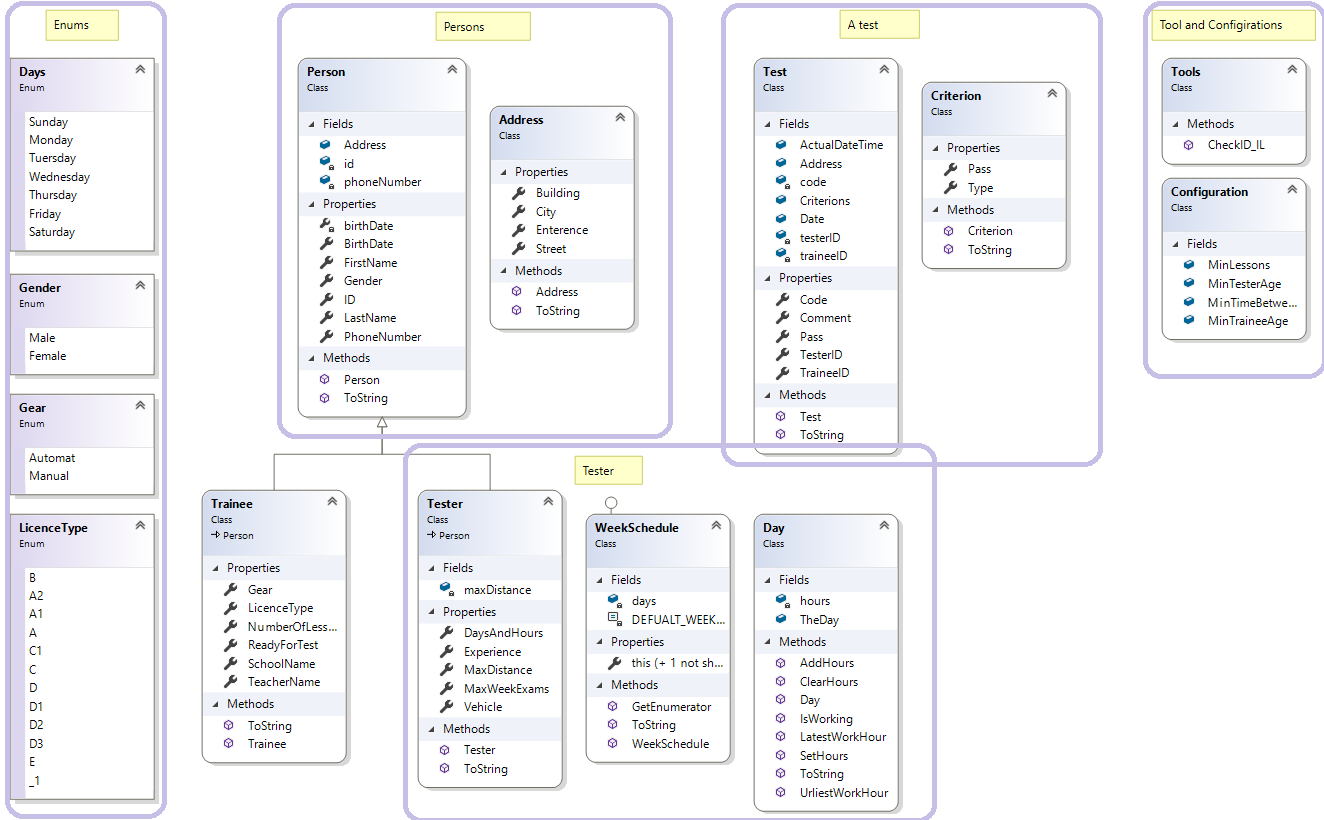 Enums
Days
Enum
Sunday
Monday
Tuesday
Wednesday
Thursday
Friday
Saturday
Gender
Enum
Male
Female
Gear
Enum
Automat
Manual
LicenceType
Enum
B
A2
A1
A
C1
C
D
D1
D2
D3
E
_1
Persons
Person
Class
Fields
Address
id
phoneNumber
Properties
birthDate
BirthDate
FirstName
Gender
ID
LastName
PhoneNumber
Methods
Person
ToString
Address
Class
Properties
Building
City
Enterence
Street
Methods
Address
ToString
A test
Test
Class
Fields
ActualDateTime
Address
code
Criterions
Date
testerID
traineeID
Properties
Code
Comment
Pass
TesterID
TraineeID
Methods
Test
ToString
Criterion
Class
Properties
Pass
Type
Methods
Criterion
ToString
Tool and Configirations
Tools
Class
Methods
CheckID_IL
Configuration
Class
Fields
MinLessons
MinTesterAge
MinTimeBetwe...
MinTraineeAge
Trainee
Class
Person
Properties
Gear
LicenceType
NumberOfLess...
ReadyForTest
SchoolName
TeacherName
Methods
ToString
Trainee
Tester
Tester
Class
Person
Fields
maxDistance
Properties
DaysAndHours
Experience
MaxDistance
MaxWeekExams
Vehicle
Methods
Tester
ToString
WeekSchedule
Class
Fields
days
DEFUALT_WEEK...
Properties
this (+ 1 not sh...
Methods
GetEnumerator
ToString
WeekSchedule
Day
Class
Fields
hours
TheDay
Methods
AddHours
ClearHours
Day
IsWorking
LatestWorkHour
SetHours
ToString
UrliestWorkHour